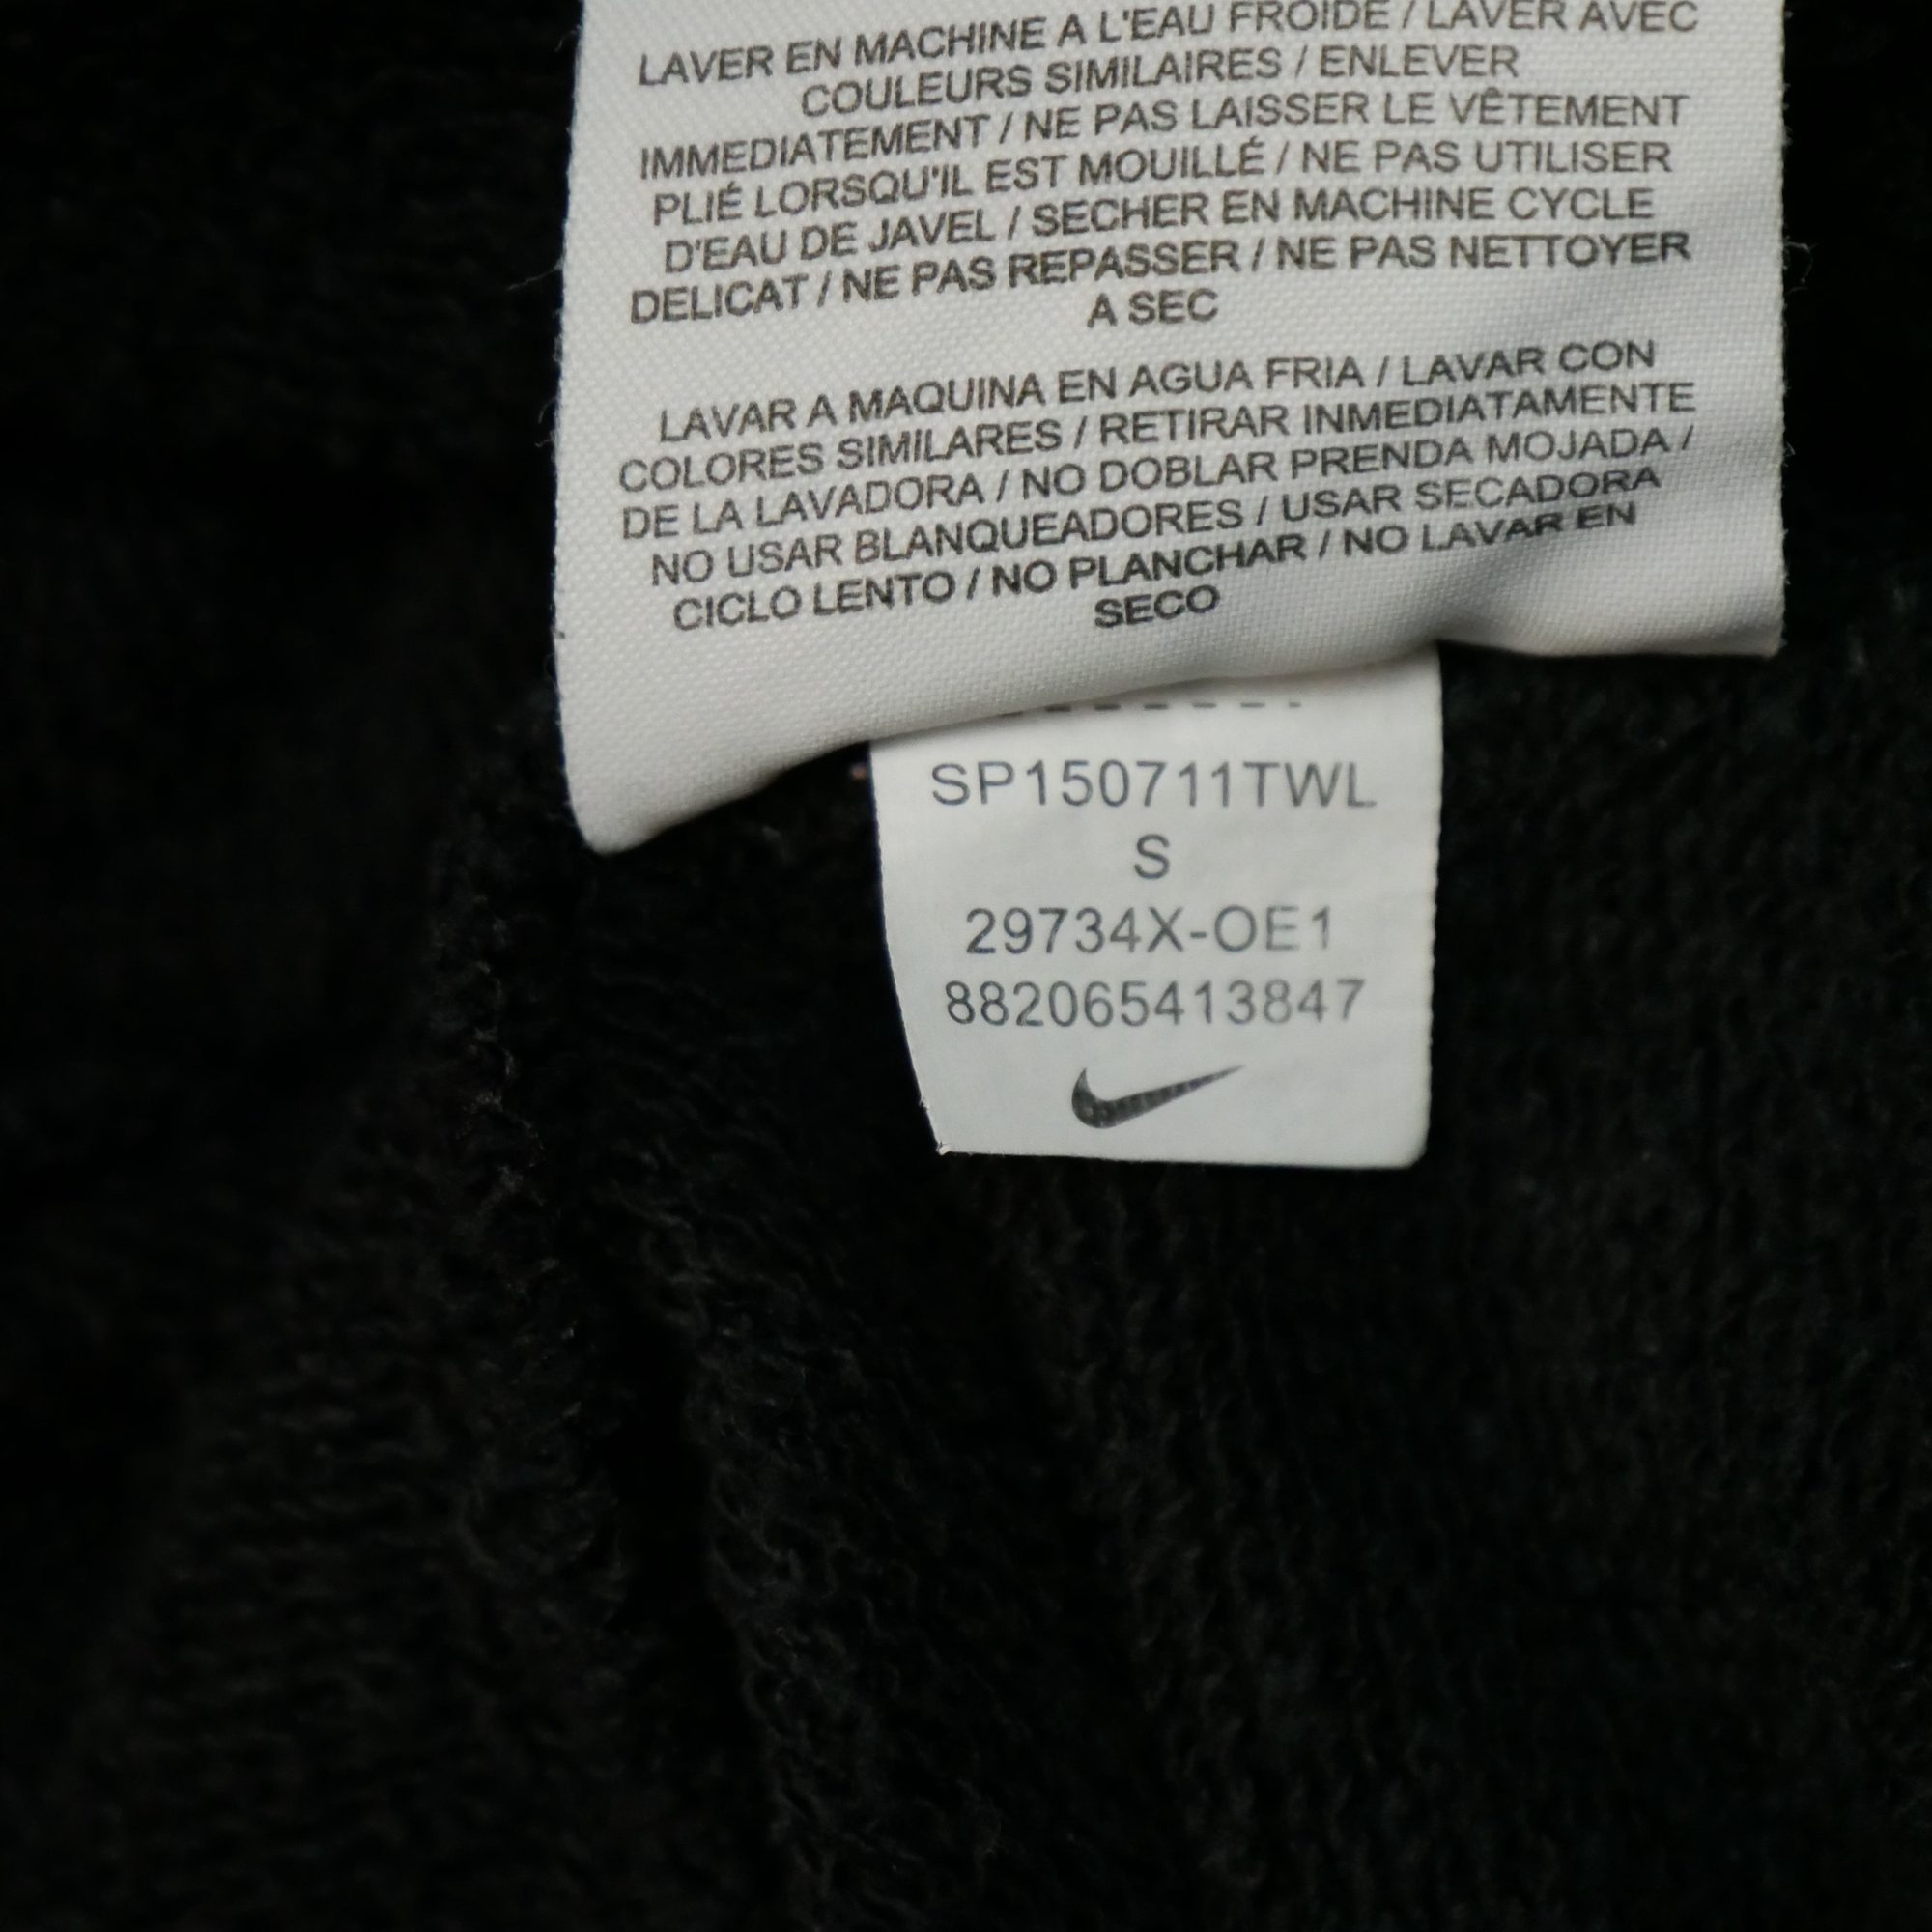 LAVER EN MACHINE A L'EAU FROIDE / LAVER AVEC
COULEURS SIMILAIRES / ENLEVER
IMMEDIATEMENT / NE PAS LAISSER LE VÊTEMENT
PLIÉ LORSQU'IL EST MOUILLÉ / NE PAS UTILISER
D'EAU DE JAVEL / SECHER EN MACHINE CYCLE
DELICAT / NE PAS REPASSER / NE PAS NETTOYER
A SEC
LAVAR A MAQUINA EN AGUA FRIA / LAVAR CON
COLORES SIMILARES / RETIRAR INMEDIATAMENTE
DE LA LAVADORA / NO DOBLAR PRENDA MOJADA /
NO USAR BLANQUEADORES / USAR SECADORA
CICLO LENTO / NO PLANCHAR / NO LAVAR EN
SECO
SP150711TWL
S
29734X-OE1
882065413847